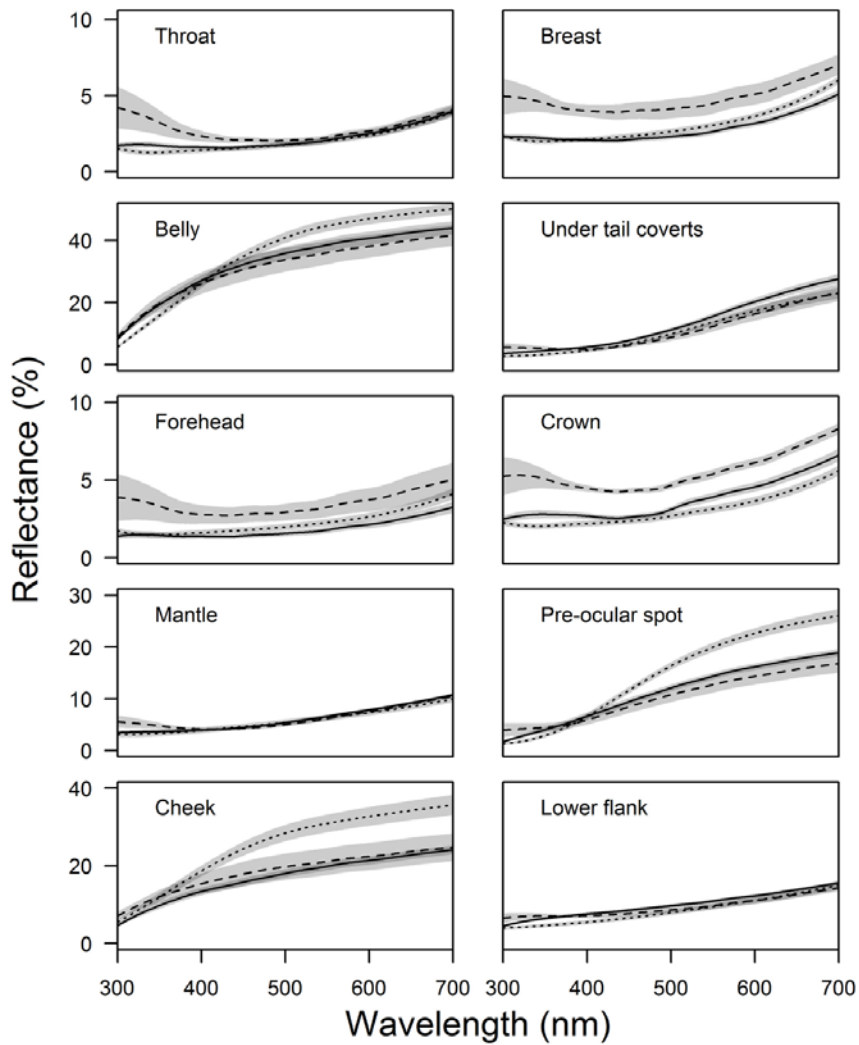 Reflectance (%)
10
5
0
Throat
Breast
40
20
0
Belly
Under tail coverts
10
5
0
Forehead
Crown
30
20
10
0
Mantle
Pre-ocular spot
40
20
0
Cheek
Lower flank
300 400 500 600 700 300 400 500 600 700
Wavelength (nm)